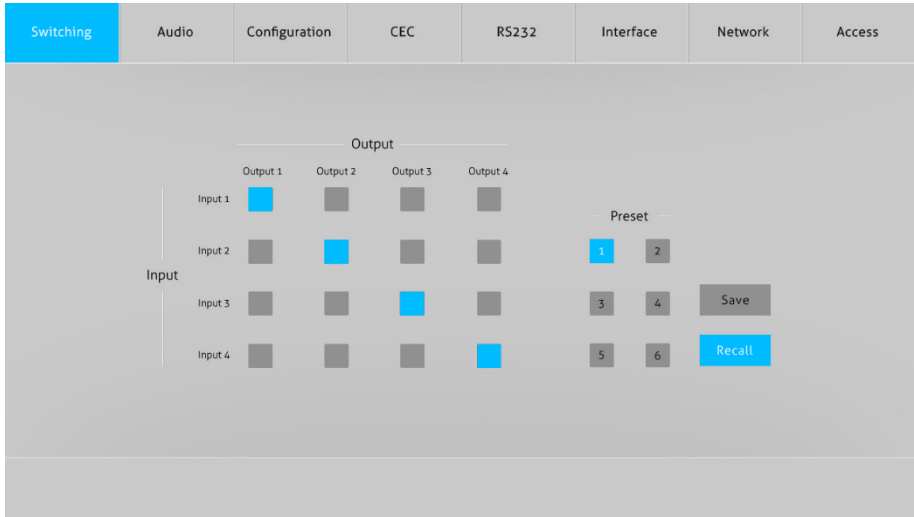 Switching Audio Configuration CEC RS232 Interface Network Access
Output
Output 1 Output 2 Output 3 Output 4
Input 1
Preset
Input 2
1 2
Input
Input 3
3 4
Save
Input 4
5 6
Recall